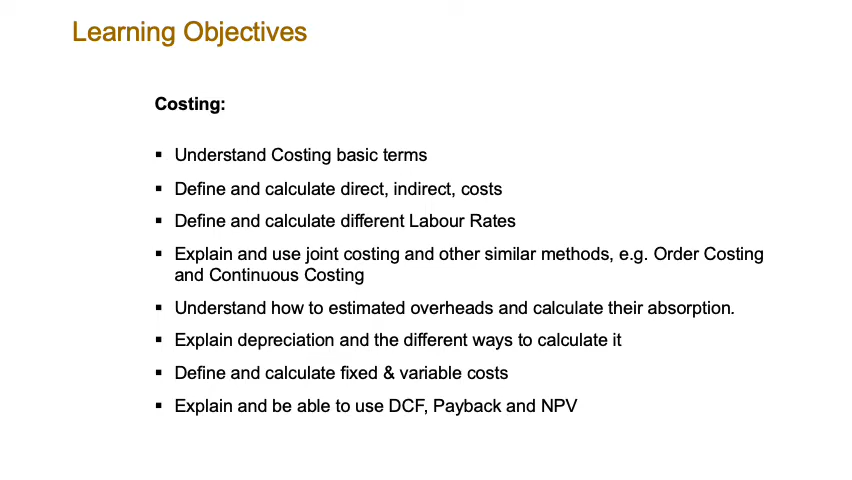 Learning Objectives
Costing:
▪ Understand Costing basic terms
▪ Define and calculate direct, indirect, costs
▪ Define and calculate different Labour Rates
▪ Explain and use joint costing and other similar methods, e.g. Order Costing
and Continuous Costing
▪ Understand how to estimated overheads and calculate their absorption.
▪ Explain depreciation and the different ways to calculate it
▪ Define and calculate fixed & variable costs
▪ Explain and be able to use DCF, Payback and NPV